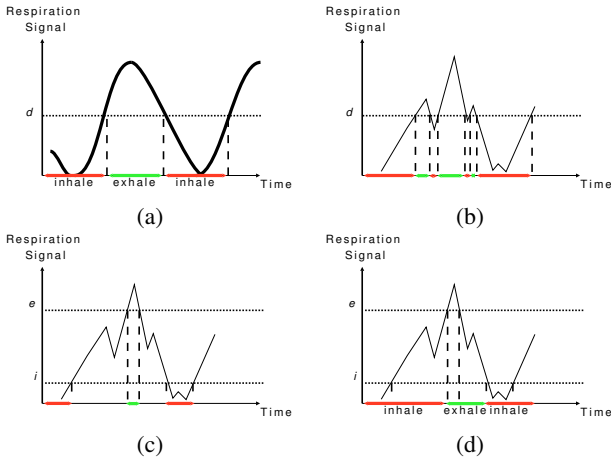 Respiration
Signal
d
inhale exhale inhale
Time
(a)
Respiration
Signal
d
Time
(b)
Respiration
Signal
e
i
Time
(c)
Respiration
Signal
e
i
inhale exhale inhale
Time
(d)